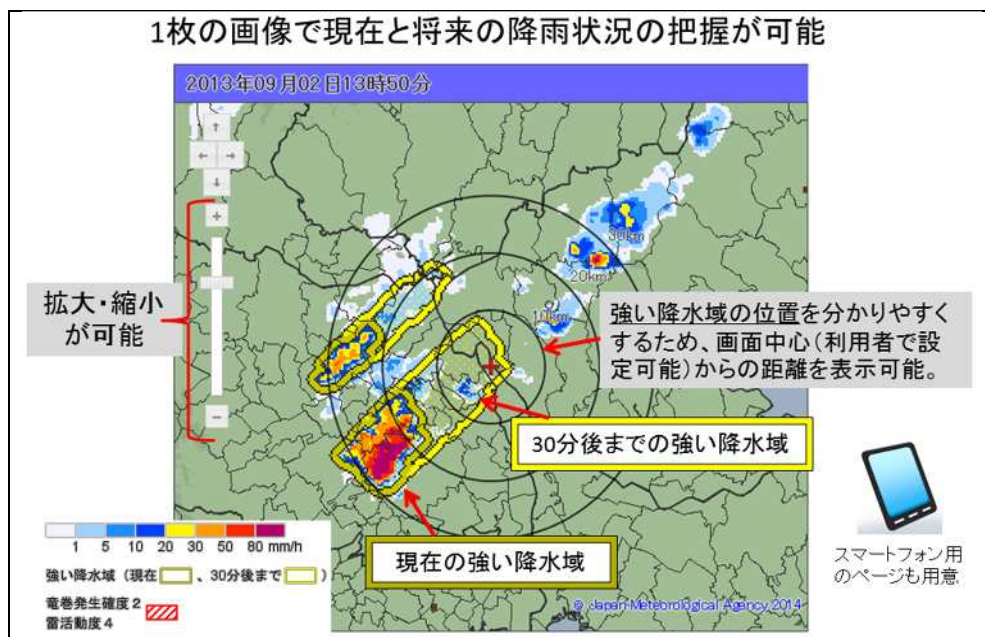 1枚の画像で現在と将来の降雨状況の把握が可能
2013年09月02日13時50分
↑
← →
↓
+
拡大・縮小
が可能
−
30km
20km
10km
強い降水域の位置を分かりやすく
するため、画面中心(利用者で設
定可能)からの距離を表示可能。
30分後までの強い降水域
現在の強い降水域
1 5 10 20 30 50 80 mm/h
強い降水域 (現在 、30分後まで )
竜巻発生確度2
雷活動度4
© Japan Meteorological Agency 2014
スマートフォン用
のページも用意